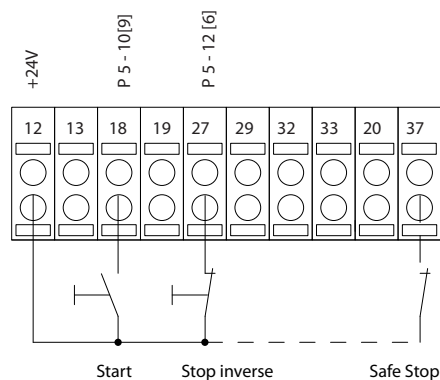 +24V
P 5 - 10[9]
P 5 - 12 [6]
12 13 18 19 27 29 32 33 20 37
Start Stop inverse Safe Stop